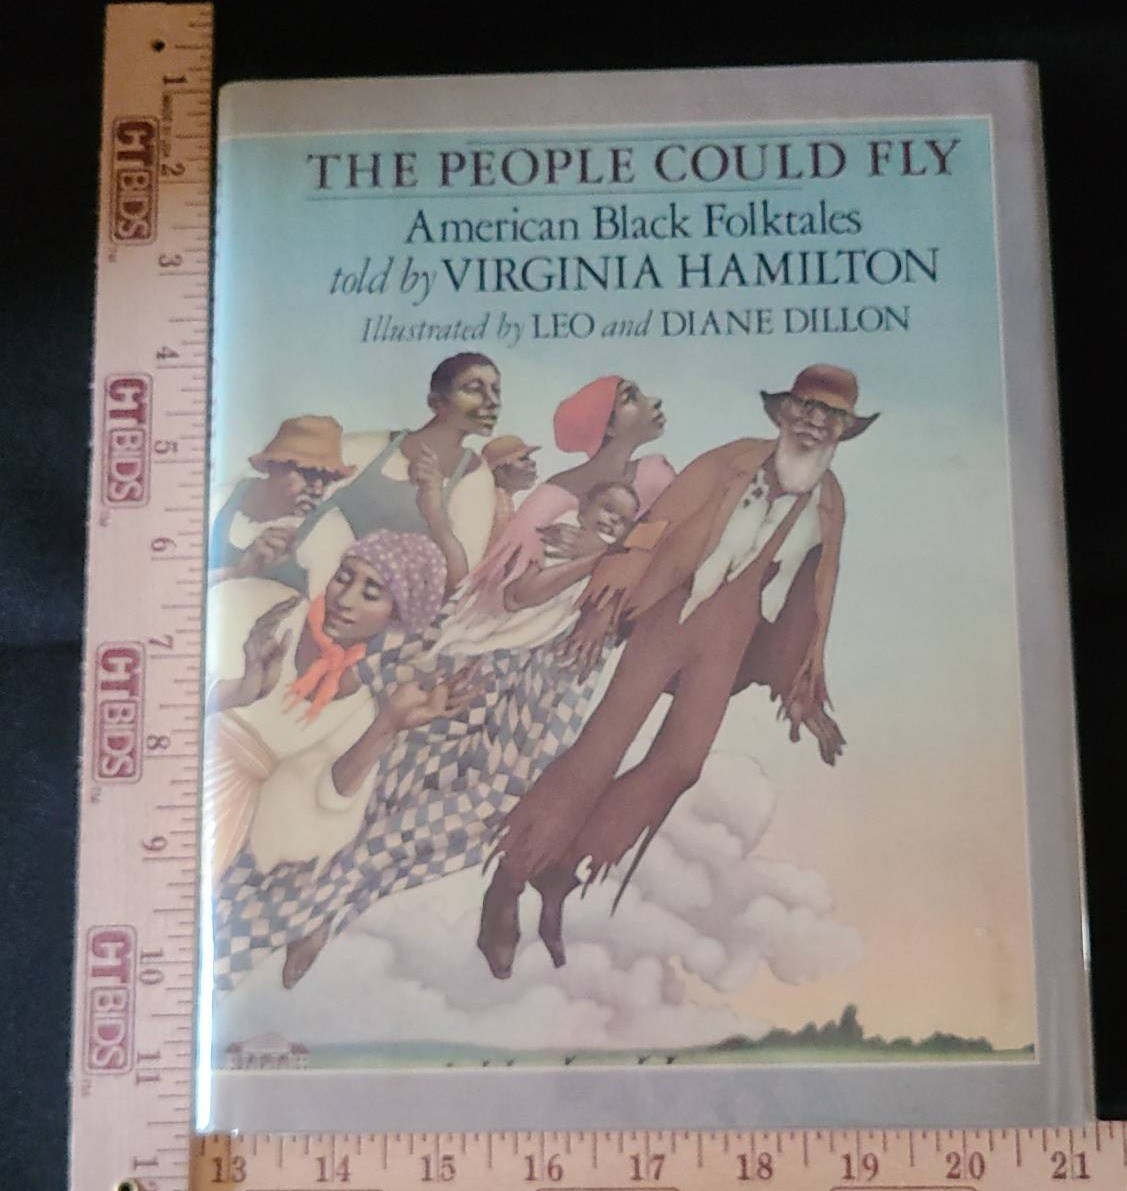 THE PEOPLE COULD FLY
American Black Folktales
told by VIRGINIA HAMILTON
Illustrated by LEO and DIANE DILLON
1
2
3
4
5
6
7
8
9
10
11
CTBIDS
CTBIDS
CTBIDS
CTBIDS
13 14 15 16 17 18 19 20 21